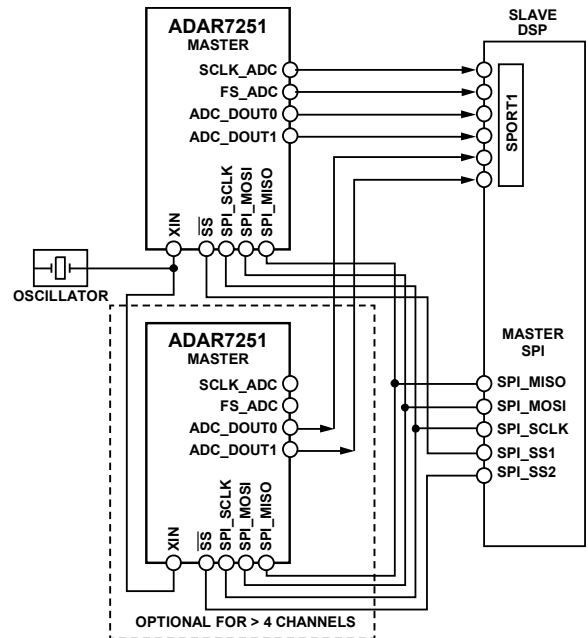 SLAVE
DSP
ADAR7251
MASTER
SCLK_ADC
FS_ADC
ADC_DOUT0
ADC_DOUT1
SPORT1
XIN
SS
SPI_SCLK
SPI_MOSI
SPI_MISO
OSCILLATOR
ADAR7251
MASTER
SCLK_ADC
FS_ADC
ADC_DOUT0
ADC_DOUT1
XIN
SS
SPI_SCLK
SPI_MOSI
SPI_MISO
MASTER
SPI
SPI_MISO
SPI_MOSI
SPI_SCLK
SPI_SS1
SPI_SS2
OPTIONAL FOR > 4 CHANNELS